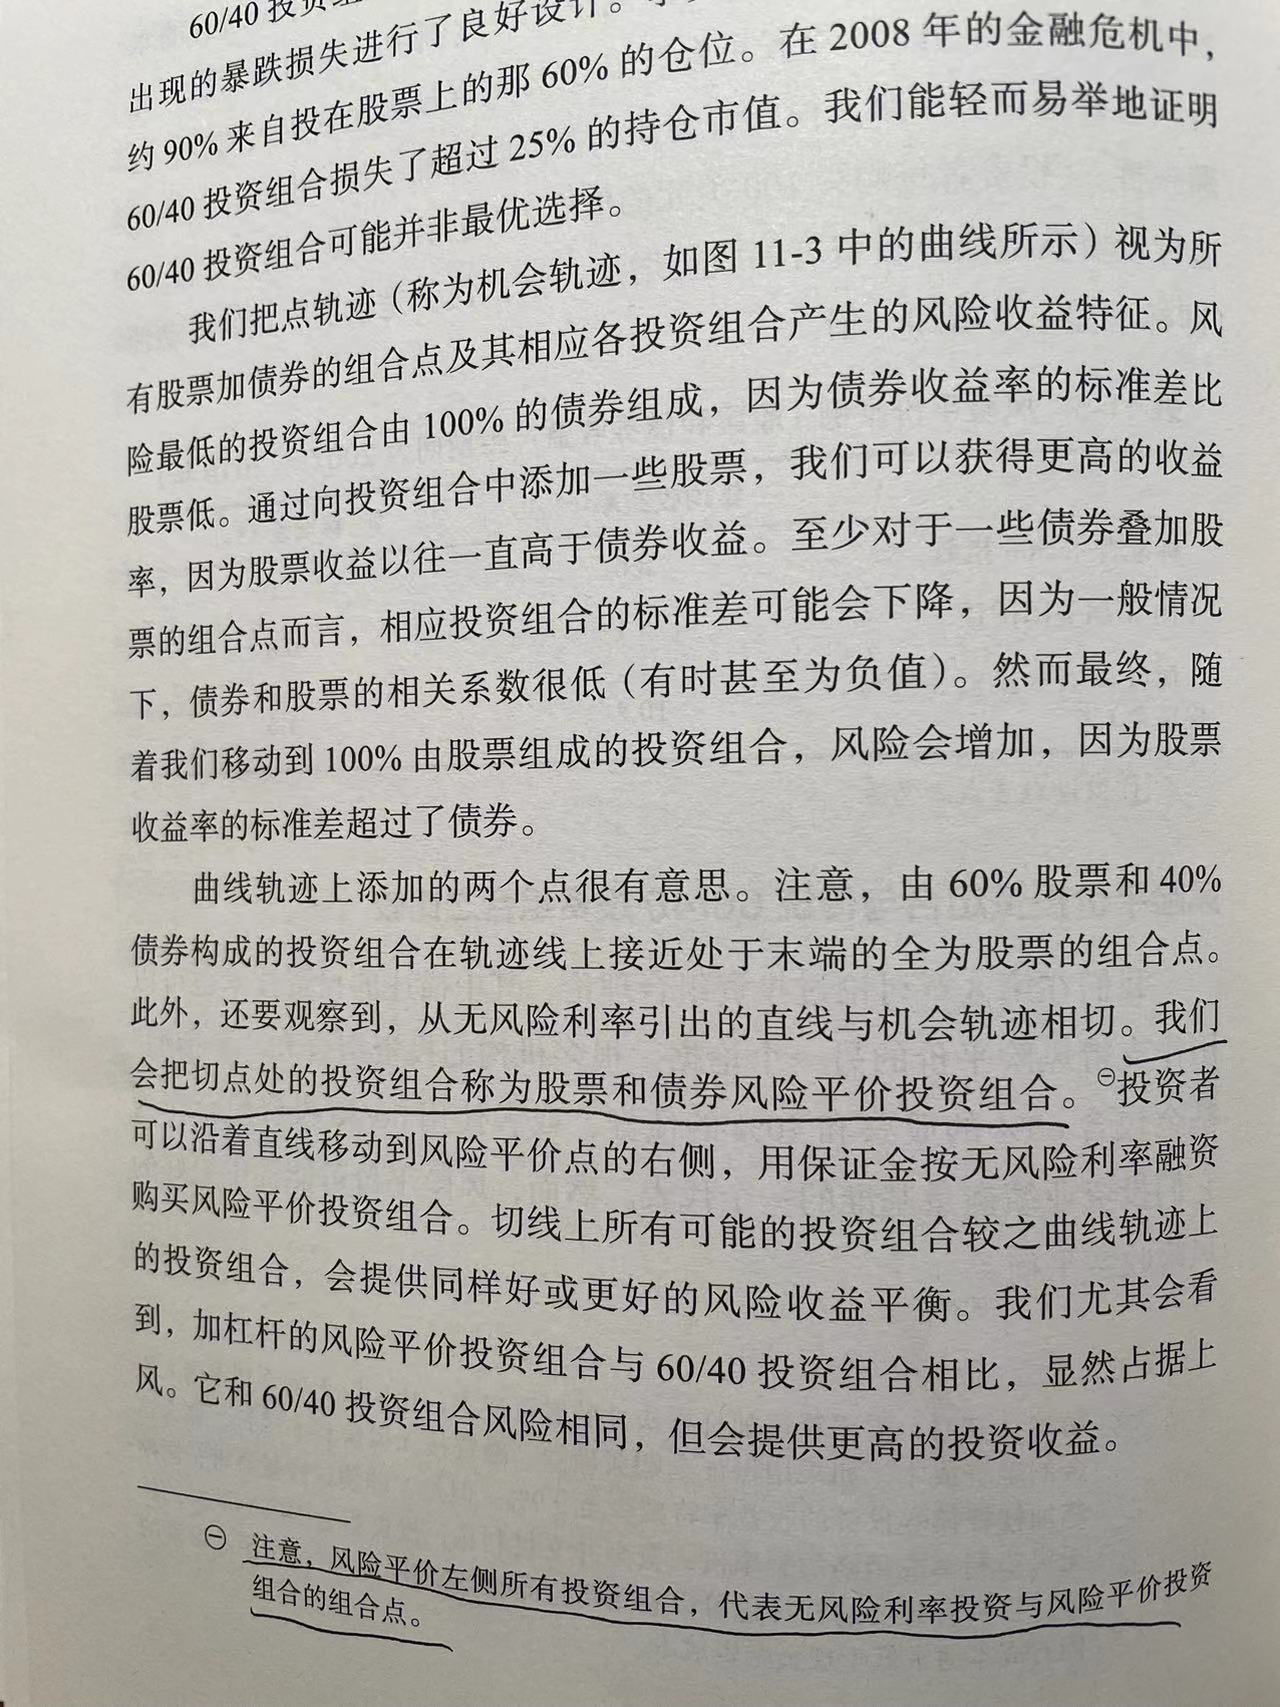 60/40 投资组
出现的暴跌损失进行了良好设计。
约 90% 来自投在股票上的那 60% 的仓位。在 2008 年的金融危机中，
60/40 投资组合损失了超过 25% 的持仓市值。我们能轻而易举地证明
60/40 投资组合可能并非最优选择。
我们把点轨迹（称为机会轨迹，如图 11-3 中的曲线所示）视为所
有股票加债券的组合点及其相应各投资组合产生的风险收益特征。风
险最低的投资组合由 100% 的债券组成，因为债券收益率的标准差比
股票低。通过向投资组合中添加一些股票，我们可以获得更高的收益
率，因为股票收益以往一直高于债券收益。至少对于一些债券叠加股
票的组合点而言，相应投资组合的标准差可能会下降，因为一般情况
下，债券和股票的相关系数很低（有时甚至为负值）。然而最终，随
着我们移动到 100% 由股票组成的投资组合，风险会增加，因为股票
收益率的标准差超过了债券。
曲线轨迹上添加的两个点很有意思。注意，由 60% 股票和 40%
债券构成的投资组合在轨迹线上接近处于末端的全为股票的组合点。
此外，还要观察到，从无风险利率引出的直线与机会轨迹相切。我们
会把切点处的投资组合称为股票和债券风险平价投资组合。㊀投资者
可以沿着直线移动到风险平价点的右侧，用保证金按无风险利率融资
购买风险平价投资组合。切线上所有可能的投资组合较之曲线轨迹上
的投资组合，会提供同样好或更好的风险收益平衡。我们尤其会看
到，加杠杆的风险平价投资组合与 60/40 投资组合相比，显然占据上
风。它和 60/40 投资组合风险相同，但会提供更高的投资收益。
㊀ 注意，风险平价左侧所有投资组合，代表无风险利率投资与风险平价投资
组合的组合点。